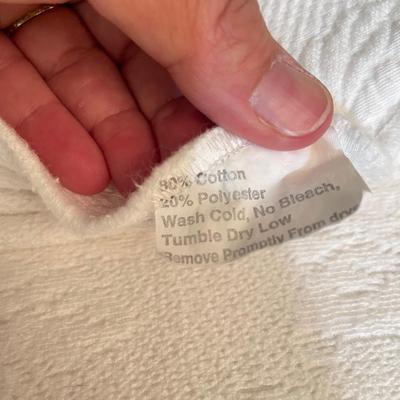 80% Cotton
20% Polyester
Wash Cold, No Bleach,
Tumble Dry Low
Remove Promptly From